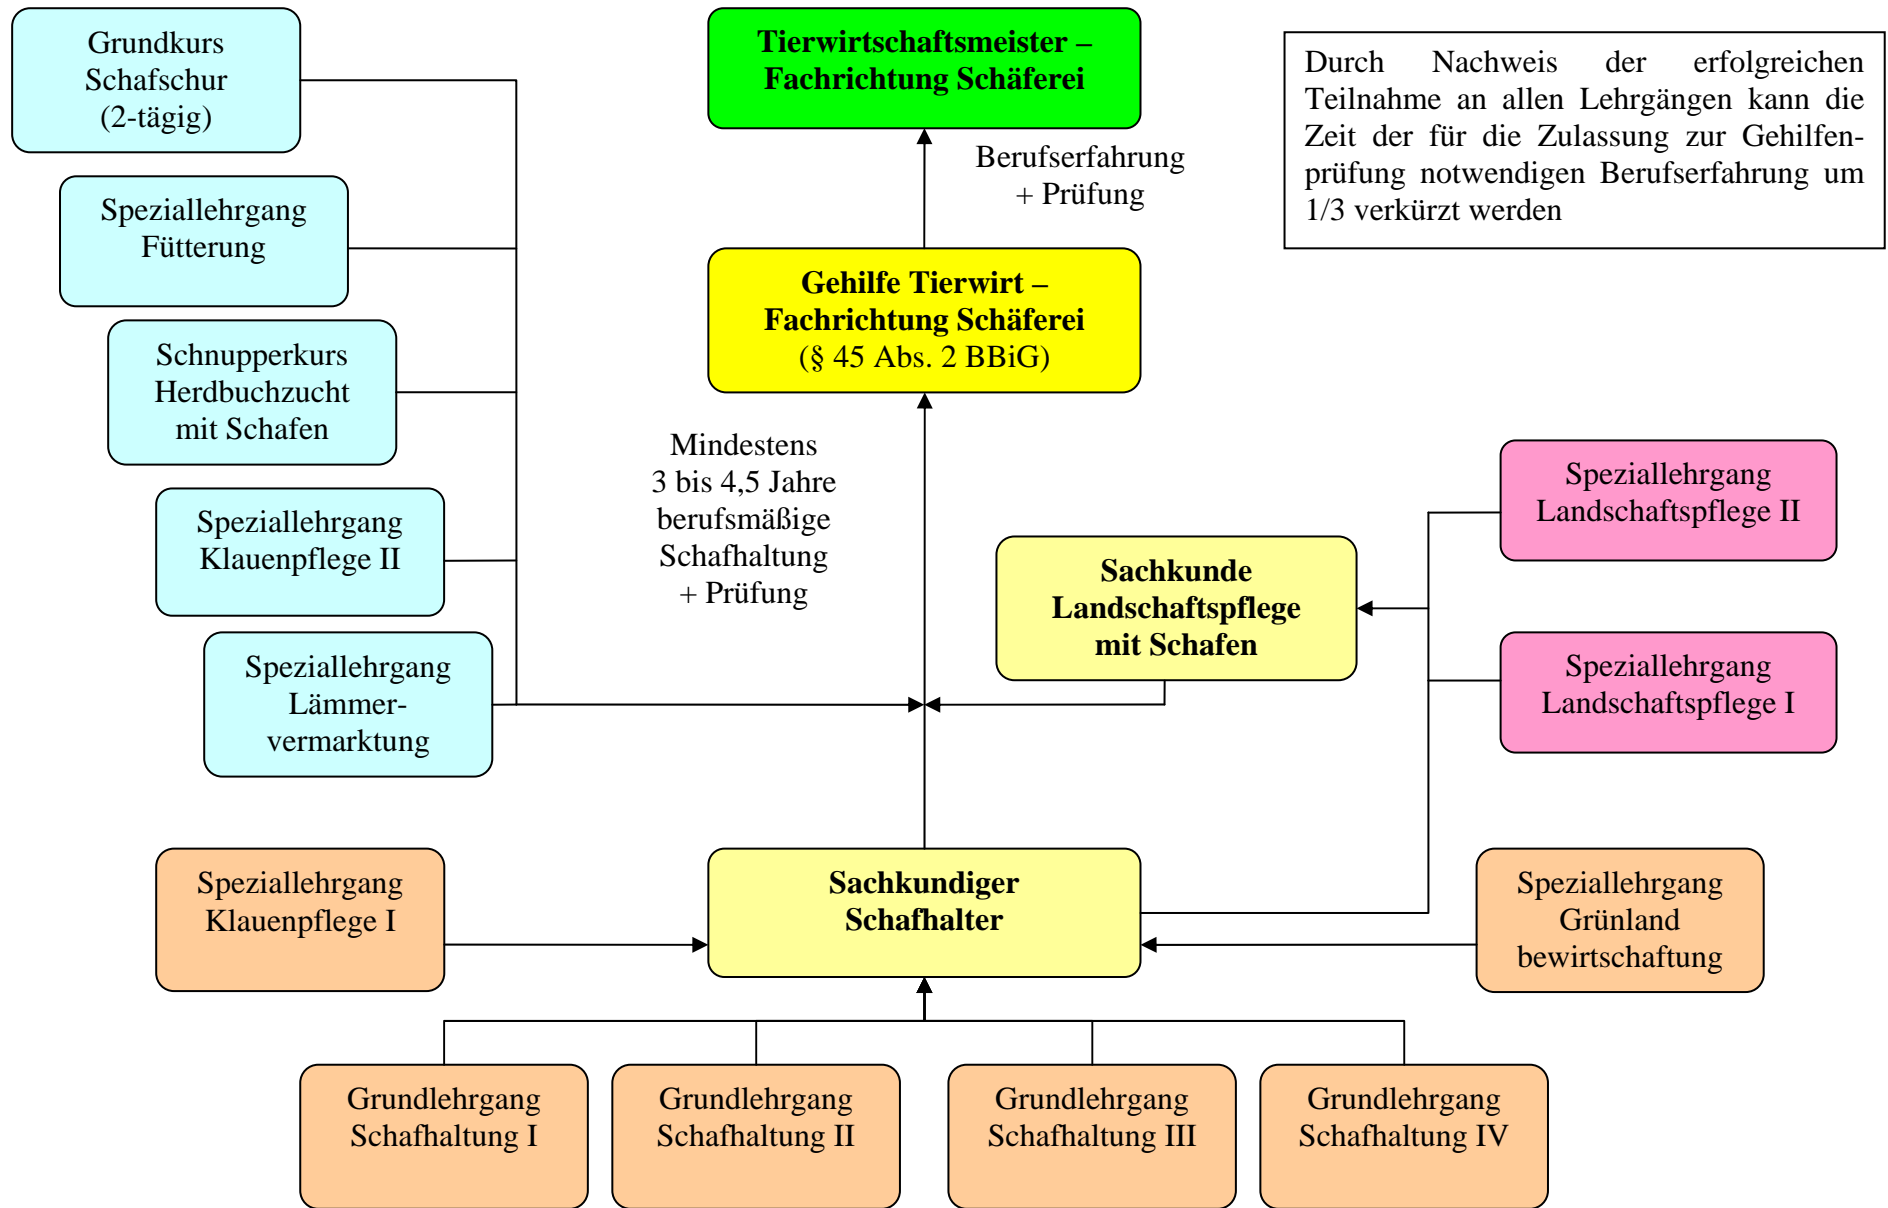 Grundkurs
Schafschur
(2-tägig)
Tierwirtschaftsmeister –
Fachrichtung Schäferei
Durch Nachweis der erfolgreichen
Teilnahme an allen Lehrgängen kann die
Zeit der für die Zulassung zur Gehilfen-
prüfung notwendigen Berufserfahrung um
1/3 verkürzt werden
Berufserfahrung
+ Prüfung
Speziallehrgang
Fütterung
Gehilfe Tierwirt –
Fachrichtung Schäferei
(§ 45 Abs. 2 BBiG)
Schnupperkurs
Herdbuchzucht
mit Schafen
Mindestens
3 bis 4,5 Jahre
berufsmäßige
Schafhaltung
+ Prüfung
Speziallehrgang
Landschaftspflege II
Speziallehrgang
Klauenpflege II
Sachkunde
Landschaftspflege
mit Schafen
Speziallehrgang
Lämmer-
vermarktung
Speziallehrgang
Landschaftspflege I
Speziallehrgang
Klauenpflege I
Sachkundiger
Schafhalter
Speziallehrgang
Grünland
bewirtschaftung
Grundlehrgang
Schafhaltung I
Grundlehrgang
Schafhaltung II
Grundlehrgang
Schafhaltung III
Grundlehrgang
Schafhaltung IV